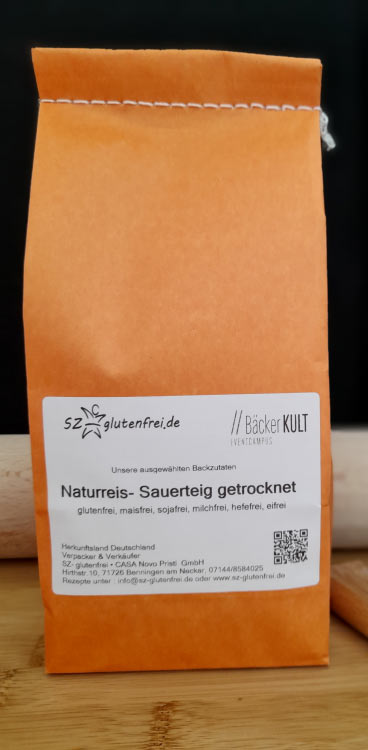 SZ glutenfrei.de
// BäckerKULT
EVENTCAMPUS
Unsere ausgewählten Backzutaten
Naturreis- Sauerteig getrocknet
glutenfrei, maisfrei, sojafrei, milchfrei, hefefrei, eifrei
Herkunftsland Deutschland
Verpacker & Verkäufer
SZ- glutenfrei • CASA Novo Pristi GmbH
Hirthstr.10, 71726 Benningen am Neckar, 07144/8584025
Rezepte unter : info@sz-glutenfrei.de oder www.sz-glutenfrei.de